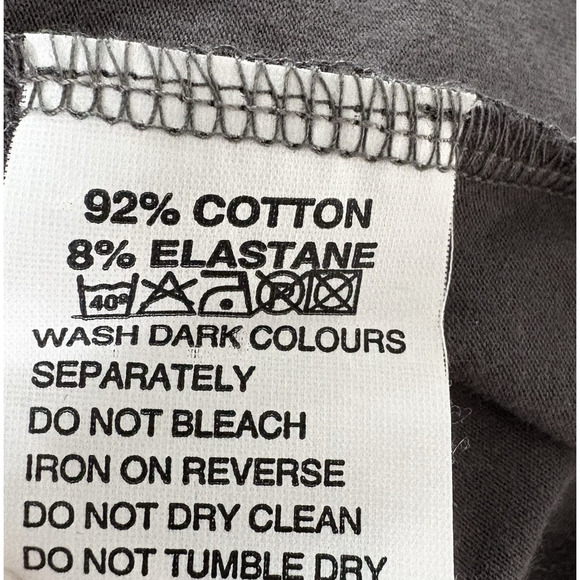 92% COTTON
8% ELASTANE
40° P
WASH DARK COLOURS
SEPARATELY
DO NOT BLEACH
IRON ON REVERSE
DO NOT DRY CLEAN
DO NOT TUMBLE DRY